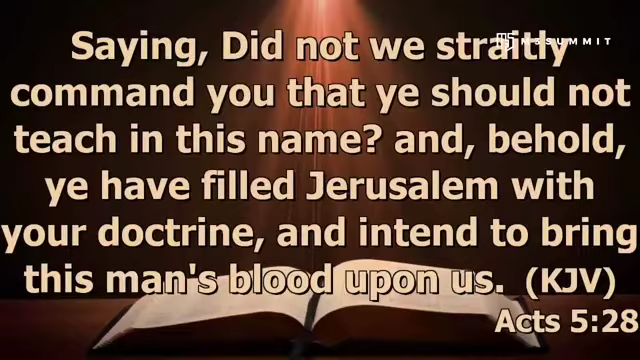 Saying, Did not we straitly
M&SUMMIT
command you that ye should not
teach in this name? and, behold,
ye have filled Jerusalem with
your doctrine, and intend to bring
this man's blood upon us. (KJV)
Acts 5:28